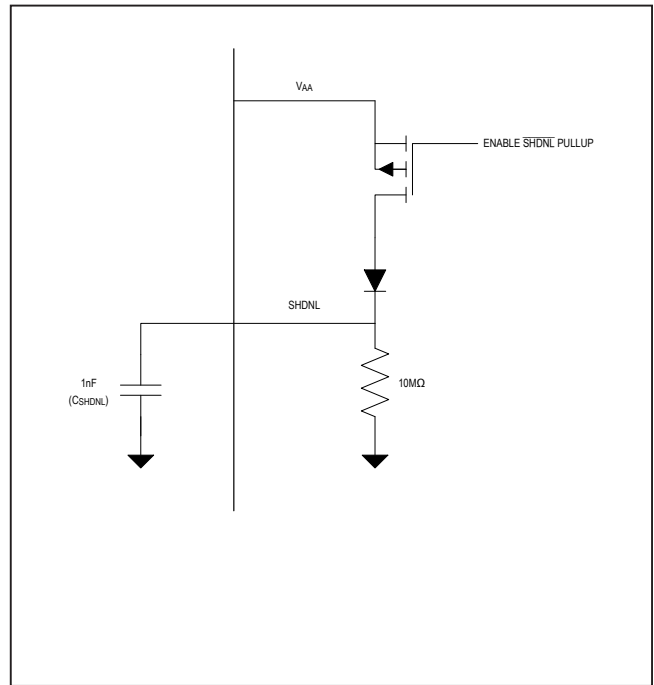 VAA
ENABLE SHDNL PULLUP
SHDNL
1nF
(CSHDNL)
10MΩ